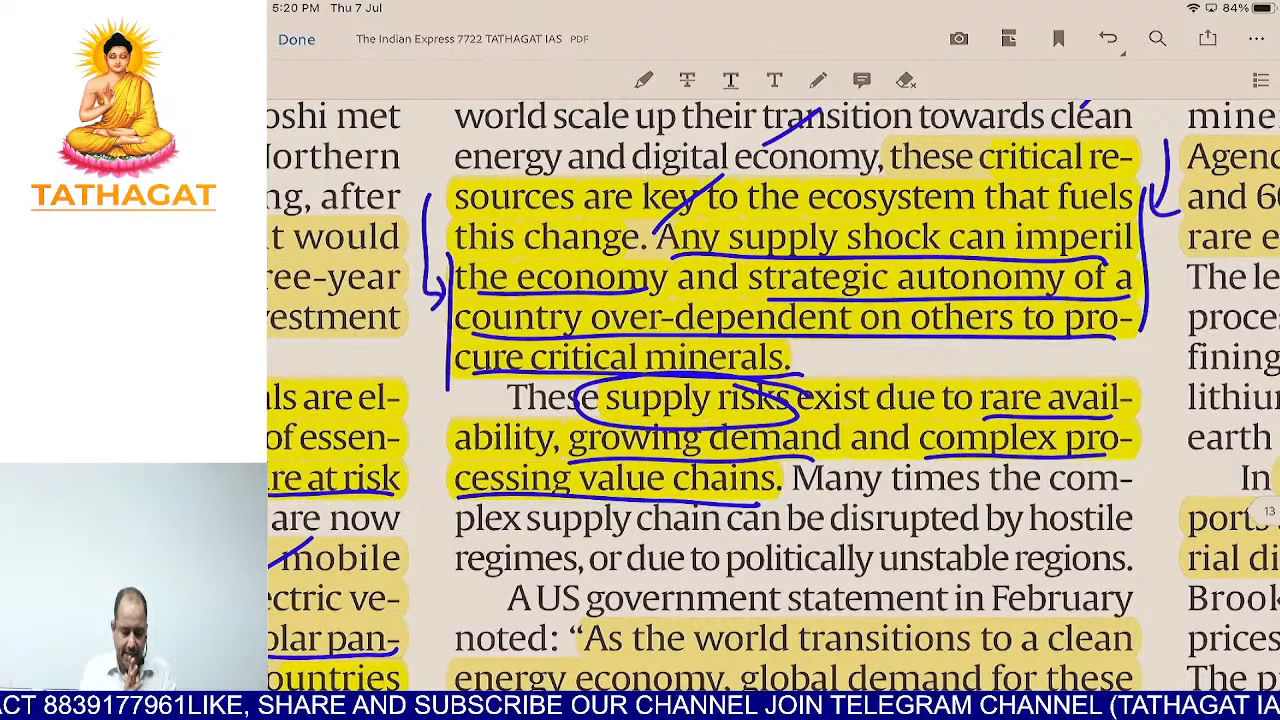 5:20 PM Thu 7 Jul
84%
Done
The Indian Express 7722 TATHAGAT IAS PDF
TATHAGAT
oshi met
Northern
ng, after
t would
ree-year
vestment
ls are el-
of essen-
re at risk
are now
mobile
ectric ve-
olar pan-
ountries
world scale up their transition towards clean
energy and digital economy, these critical re-
sources are key to the ecosystem that fuels
this change. Any supply shock can imperil
the economy and strategic autonomy of a
country over-dependent on others to pro-
cure critical minerals.
These supply risks exist due to rare avail-
ability, growing demand and complex pro-
cessing value chains. Many times the com-
plex supply chain can be disrupted by hostile
regimes, or due to politically unstable regions.
A US government statement in February
noted: “As the world transitions to a clean
energy economy, global demand for these
mine
Agenc
and 60
rare e
The le
proce
fining
lithiu
earth
In
13
ports
rial di
Brook
prices
The p
ACT 8839177961LIKE, SHARE AND SUBSCRIBE OUR CHANNEL JOIN TELEGRAM CHANNEL (TATHAGAT IA